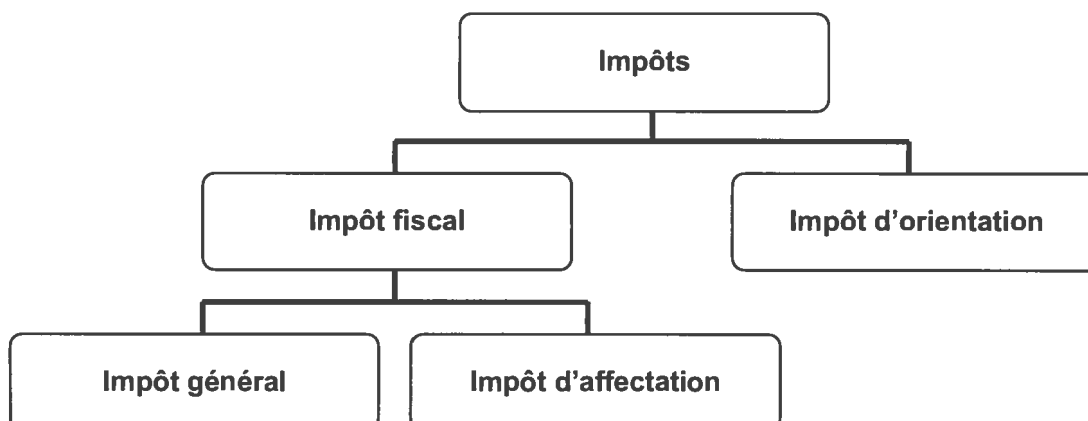 Impôts
Impôt fiscal
Impôt d'orientation
Impôt général
Impôt d'affectation